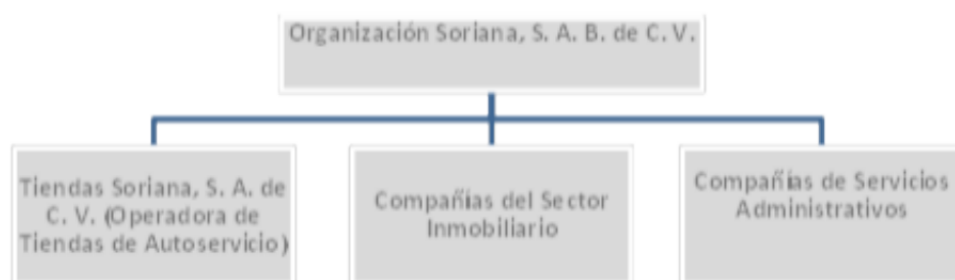 Organización Soriana, S. A. B. de C. V.
Tiendas Soriana, S. A. de
C. V. (Operadora de
Tiendas de Autoservicio)
Compañías del Sector
Inmobiliario
Compañías de Servicios
Administrativos